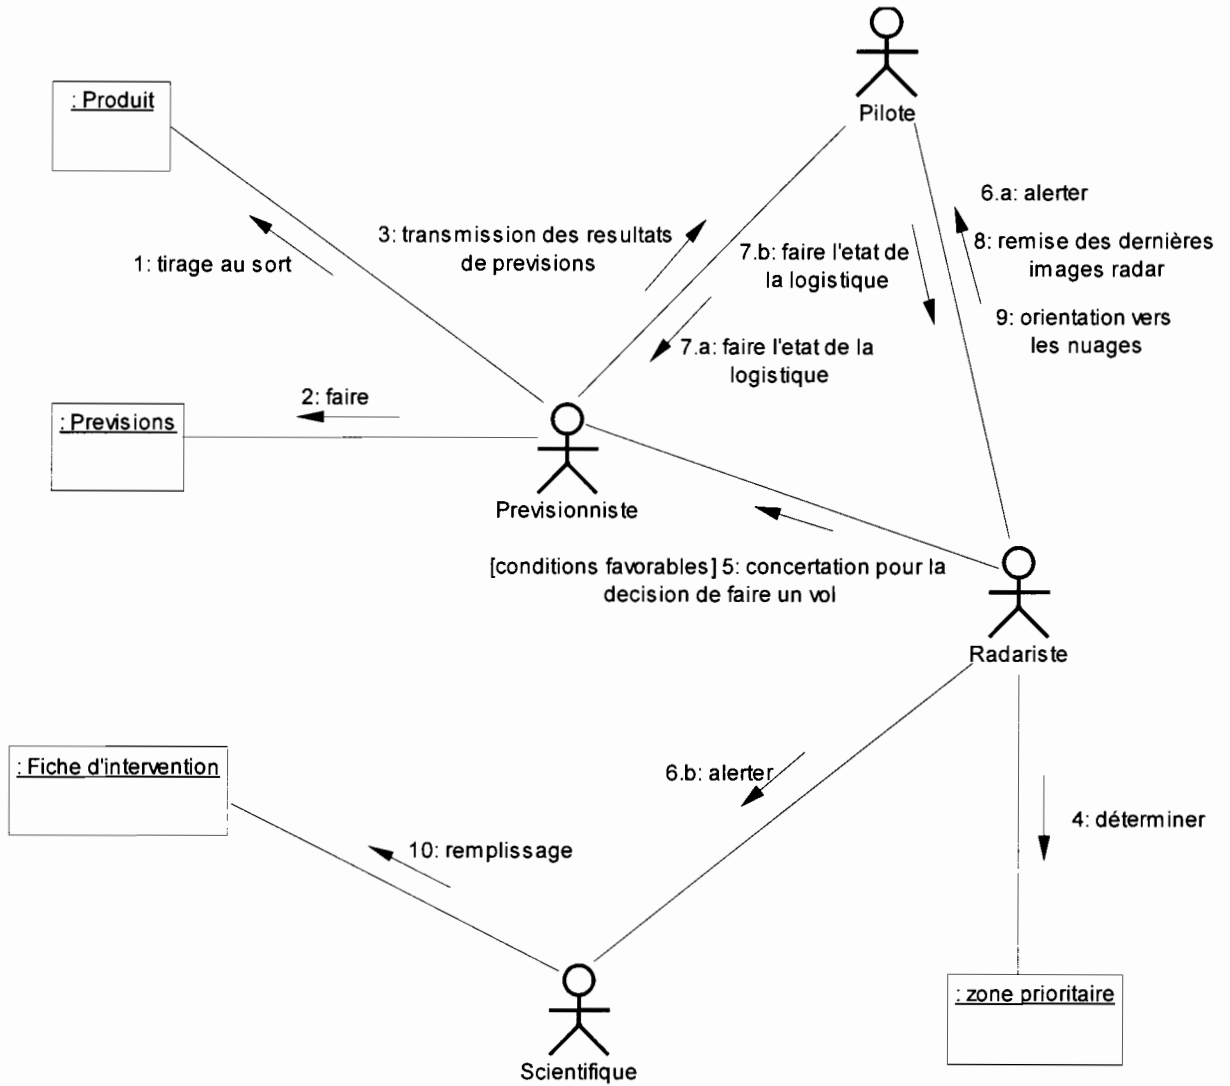 Pilote
: Produit
6.a: alerter
3: transmission des resultats
de previsions
7.b: faire l'etat de
la logistique
8: remise des dernières
images radar
1: tirage au sort
9: orientation vers
les nuages
7.a: faire l'etat de la
logistique
2: faire
: Previsions
Previsionniste
[conditions favorables] 5: concertation pour la
decision de faire un vol
Radariste
: Fiche d'intervention
6.b: alerter
4: déterminer
10: remplissage
: zone prioritaire
Scientifique